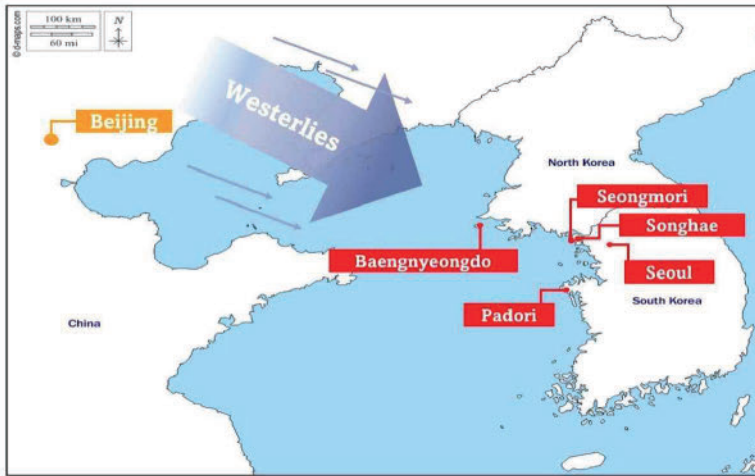 © d-maps.com
100 km
60 mi
N
Westerlies
Beijing
North Korea
Seongmori
Songhae
Baengnyeongdo
Seoul
South Korea
Padori
China